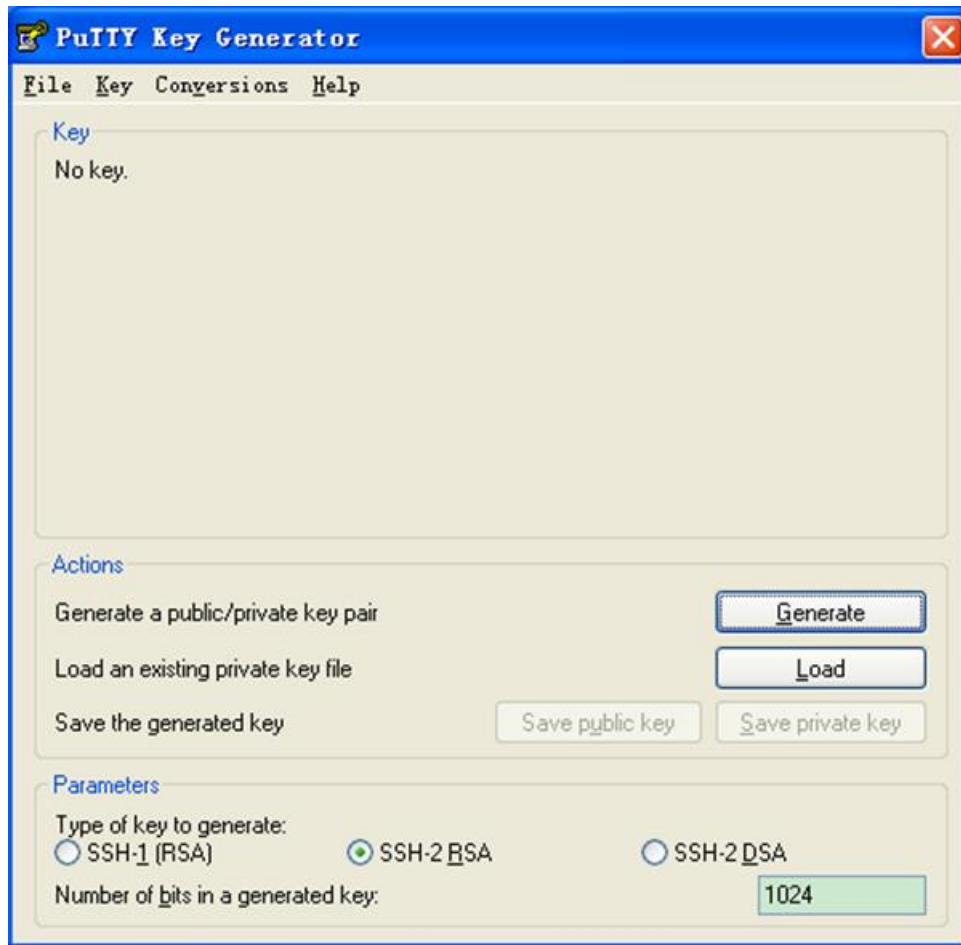 PuTTY Key Generator
File Key Conversions Help
Key
No key.
Actions
Generate a public/private key pair Generate
Load an existing private key file Load
Save the generated key Save public key Save private key
Parameters
Type of key to generate:
SSH-1 (RSA) SSH-2 RSA SSH-2 DSA
Number of bits in a generated key: 1024